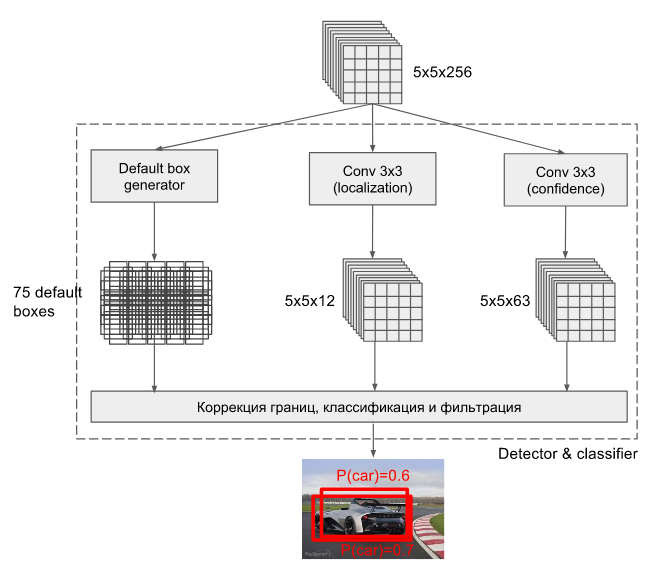 5x5x256
Default box
generator
Conv 3x3
(localization)
Conv 3x3
(confidence)
75 default
boxes
5x5x12
5x5x63
Коррекция границ, классификация и фильтрация
Detector & classifier
P(car)=0.6
P(car)=0.7